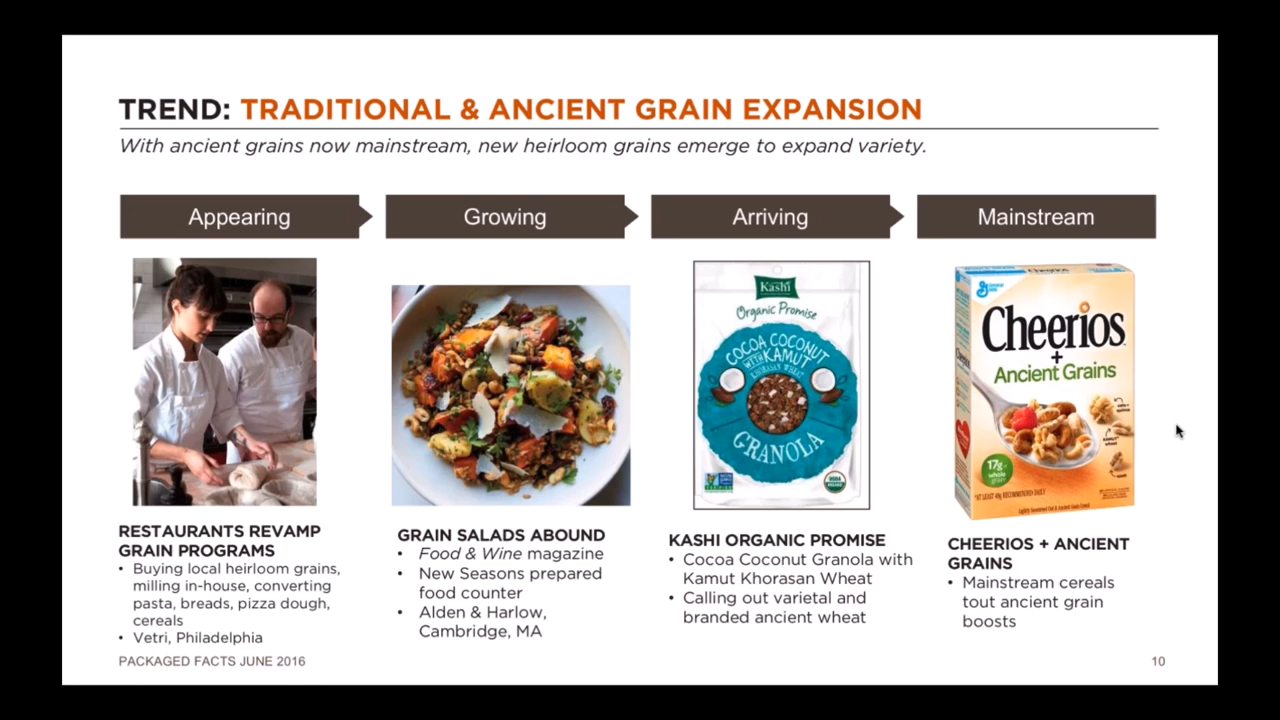 TREND: TRADITIONAL & ANCIENT GRAIN EXPANSION
With ancient grains now mainstream, new heirloom grains emerge to expand variety.
Appearing
Growing
Arriving
Mainstream
Kashi
Organic Promise
COCOA COCONUT
WITH KAMUT
KHORASAN WHEAT
GRANOLA
USDA
General
Mills
Cheerios
+
Ancient Grains
17g
whole
grain
RESTAURANTS REVAMP
GRAIN PROGRAMS
• Buying local heirloom grains,
milling in-house, converting
pasta, breads, pizza dough,
cereals
• Vetri, Philadelphia
GRAIN SALADS ABOUND
• Food & Wine magazine
• New Seasons prepared
food counter
• Alden & Harlow,
Cambridge, MA
KASHI ORGANIC PROMISE
• Cocoa Coconut Granola with
Kamut Khorasan Wheat
• Calling out varietal and
branded ancient wheat
CHEERIOS + ANCIENT
GRAINS
• Mainstream cereals
tout ancient grain
boosts
PACKAGED FACTS JUNE 2016
10